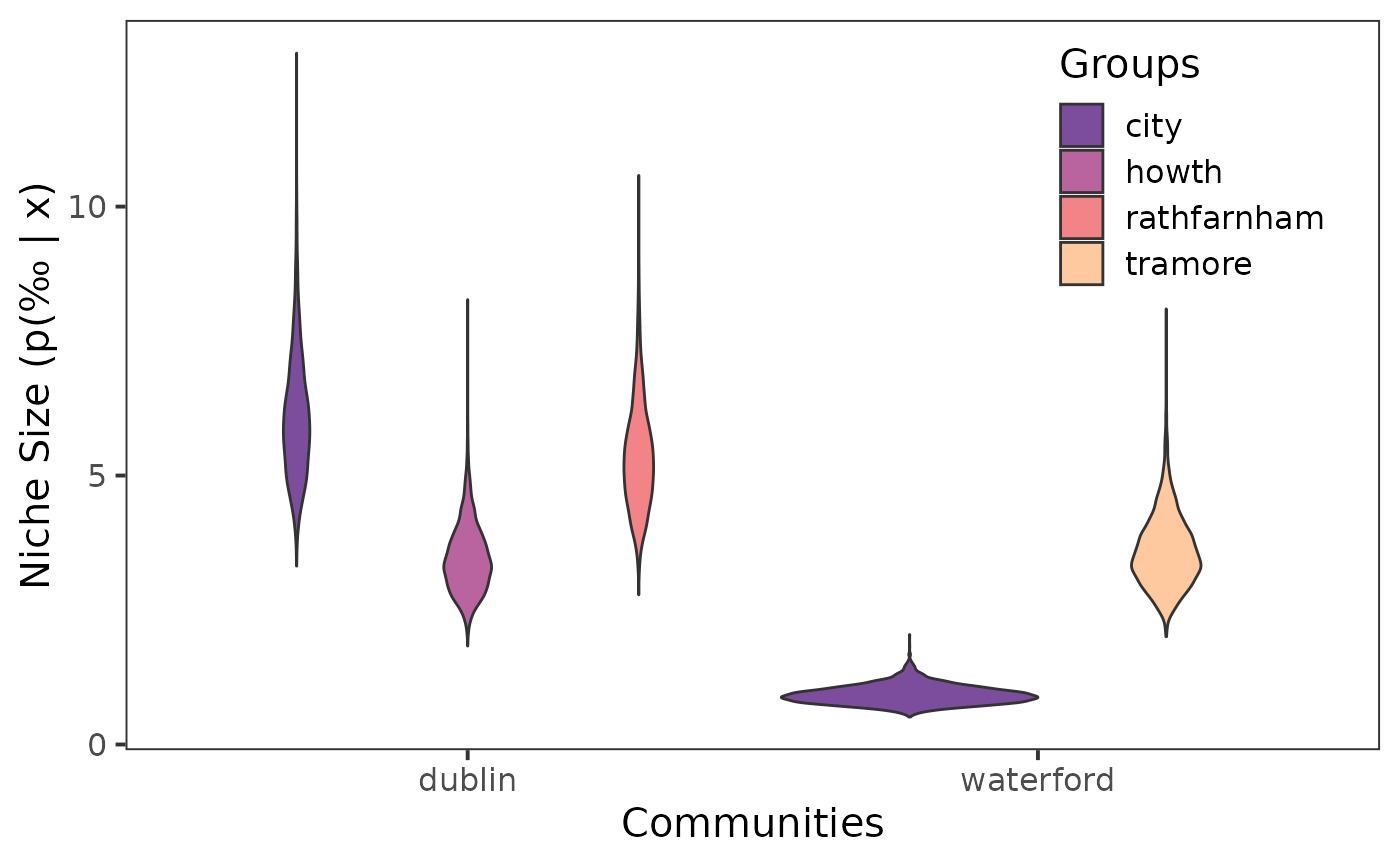 Groups
city
howth
rathfarnham
tramore
Niche Size (p(‰ | x)
10
5
0
dublin
waterford
Communities